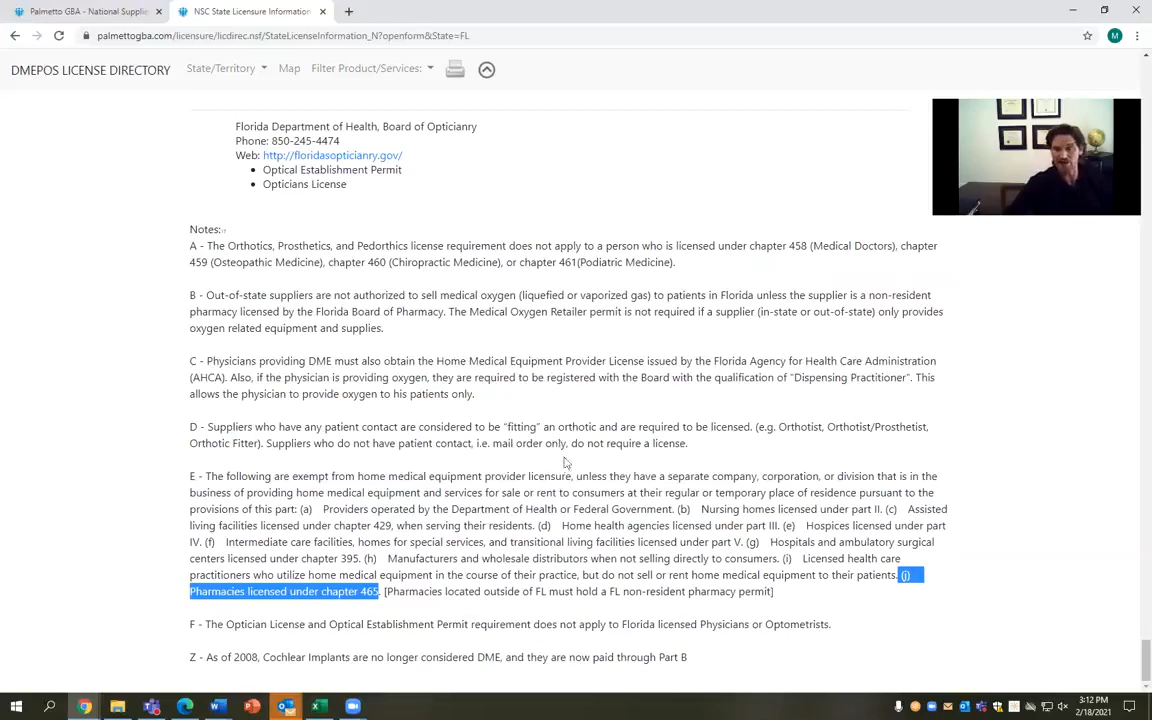 Palmetto GBA - National Supplie
NSC State Licensure Information
palmettogba.com/licensure/licdirec.nsf/StateLicenseInformation_N?openform&State=FL
M
DMEPOS LICENSE DIRECTORY State/Territory Map Filter Product/Services:
Florida Department of Health, Board of Opticianry
Phone: 850-245-4474
Web: http://floridasopticianry.gov/
• Optical Establishment Permit
• Opticians License
Notes:
A - The Orthotics, Prosthetics, and Pedorthics license requirement does not apply to a person who is licensed under chapter 458 (Medical Doctors), chapter
459 (Osteopathic Medicine), chapter 460 (Chiropractic Medicine), or chapter 461(Podiatric Medicine).
B - Out-of-state suppliers are not authorized to sell medical oxygen (liquefied or vaporized gas) to patients in Florida unless the supplier is a non-resident
pharmacy licensed by the Florida Board of Pharmacy. The Medical Oxygen Retailer permit is not required if a supplier (in-state or out-of-state) only provides
oxygen related equipment and supplies.
C - Physicians providing DME must also obtain the Home Medical Equipment Provider License issued by the Florida Agency for Health Care Administration
(AHCA). Also, if the physician is providing oxygen, they are required to be registered with the Board with the qualification of "Dispensing Practitioner". This
allows the physician to provide oxygen to his patients only.
D - Suppliers who have any patient contact are considered to be "fitting" an orthotic and are required to be licensed. (e.g. Orthotist, Orthotist/Prosthetist,
Orthotic Fitter). Suppliers who do not have patient contact, i.e. mail order only, do not require a license.
E - The following are exempt from home medical equipment provider licensure, unless they have a separate company, corporation, or division that is in the
business of providing home medical equipment and services for sale or rent to consumers at their regular or temporary place of residence pursuant to the
provisions of this part: (a) Providers operated by the Department of Health or Federal Government. (b) Nursing homes licensed under part II. (c) Assisted
living facilities licensed under chapter 429, when serving their residents. (d) Home health agencies licensed under part III. (e) Hospices licensed under part
IV. (f) Intermediate care facilities, homes for special services, and transitional living facilities licensed under part V. (g) Hospitals and ambulatory surgical
centers licensed under chapter 395. (h) Manufacturers and wholesale distributors when not selling directly to consumers. (i) Licensed health care
practitioners who utilize home medical equipment in the course of their practice, but do not sell or rent home medical equipment to their patients. (j)
Pharmacies licensed under chapter 465. [Pharmacies located outside of FL must hold a FL non-resident pharmacy permit]
F - The Optician License and Optical Establishment Permit requirement does not apply to Florida licensed Physicians or Optometrists.
Z - As of 2008, Cochlear Implants are no longer considered DME, and they are now paid through Part B
3:12 PM
2/18/2021